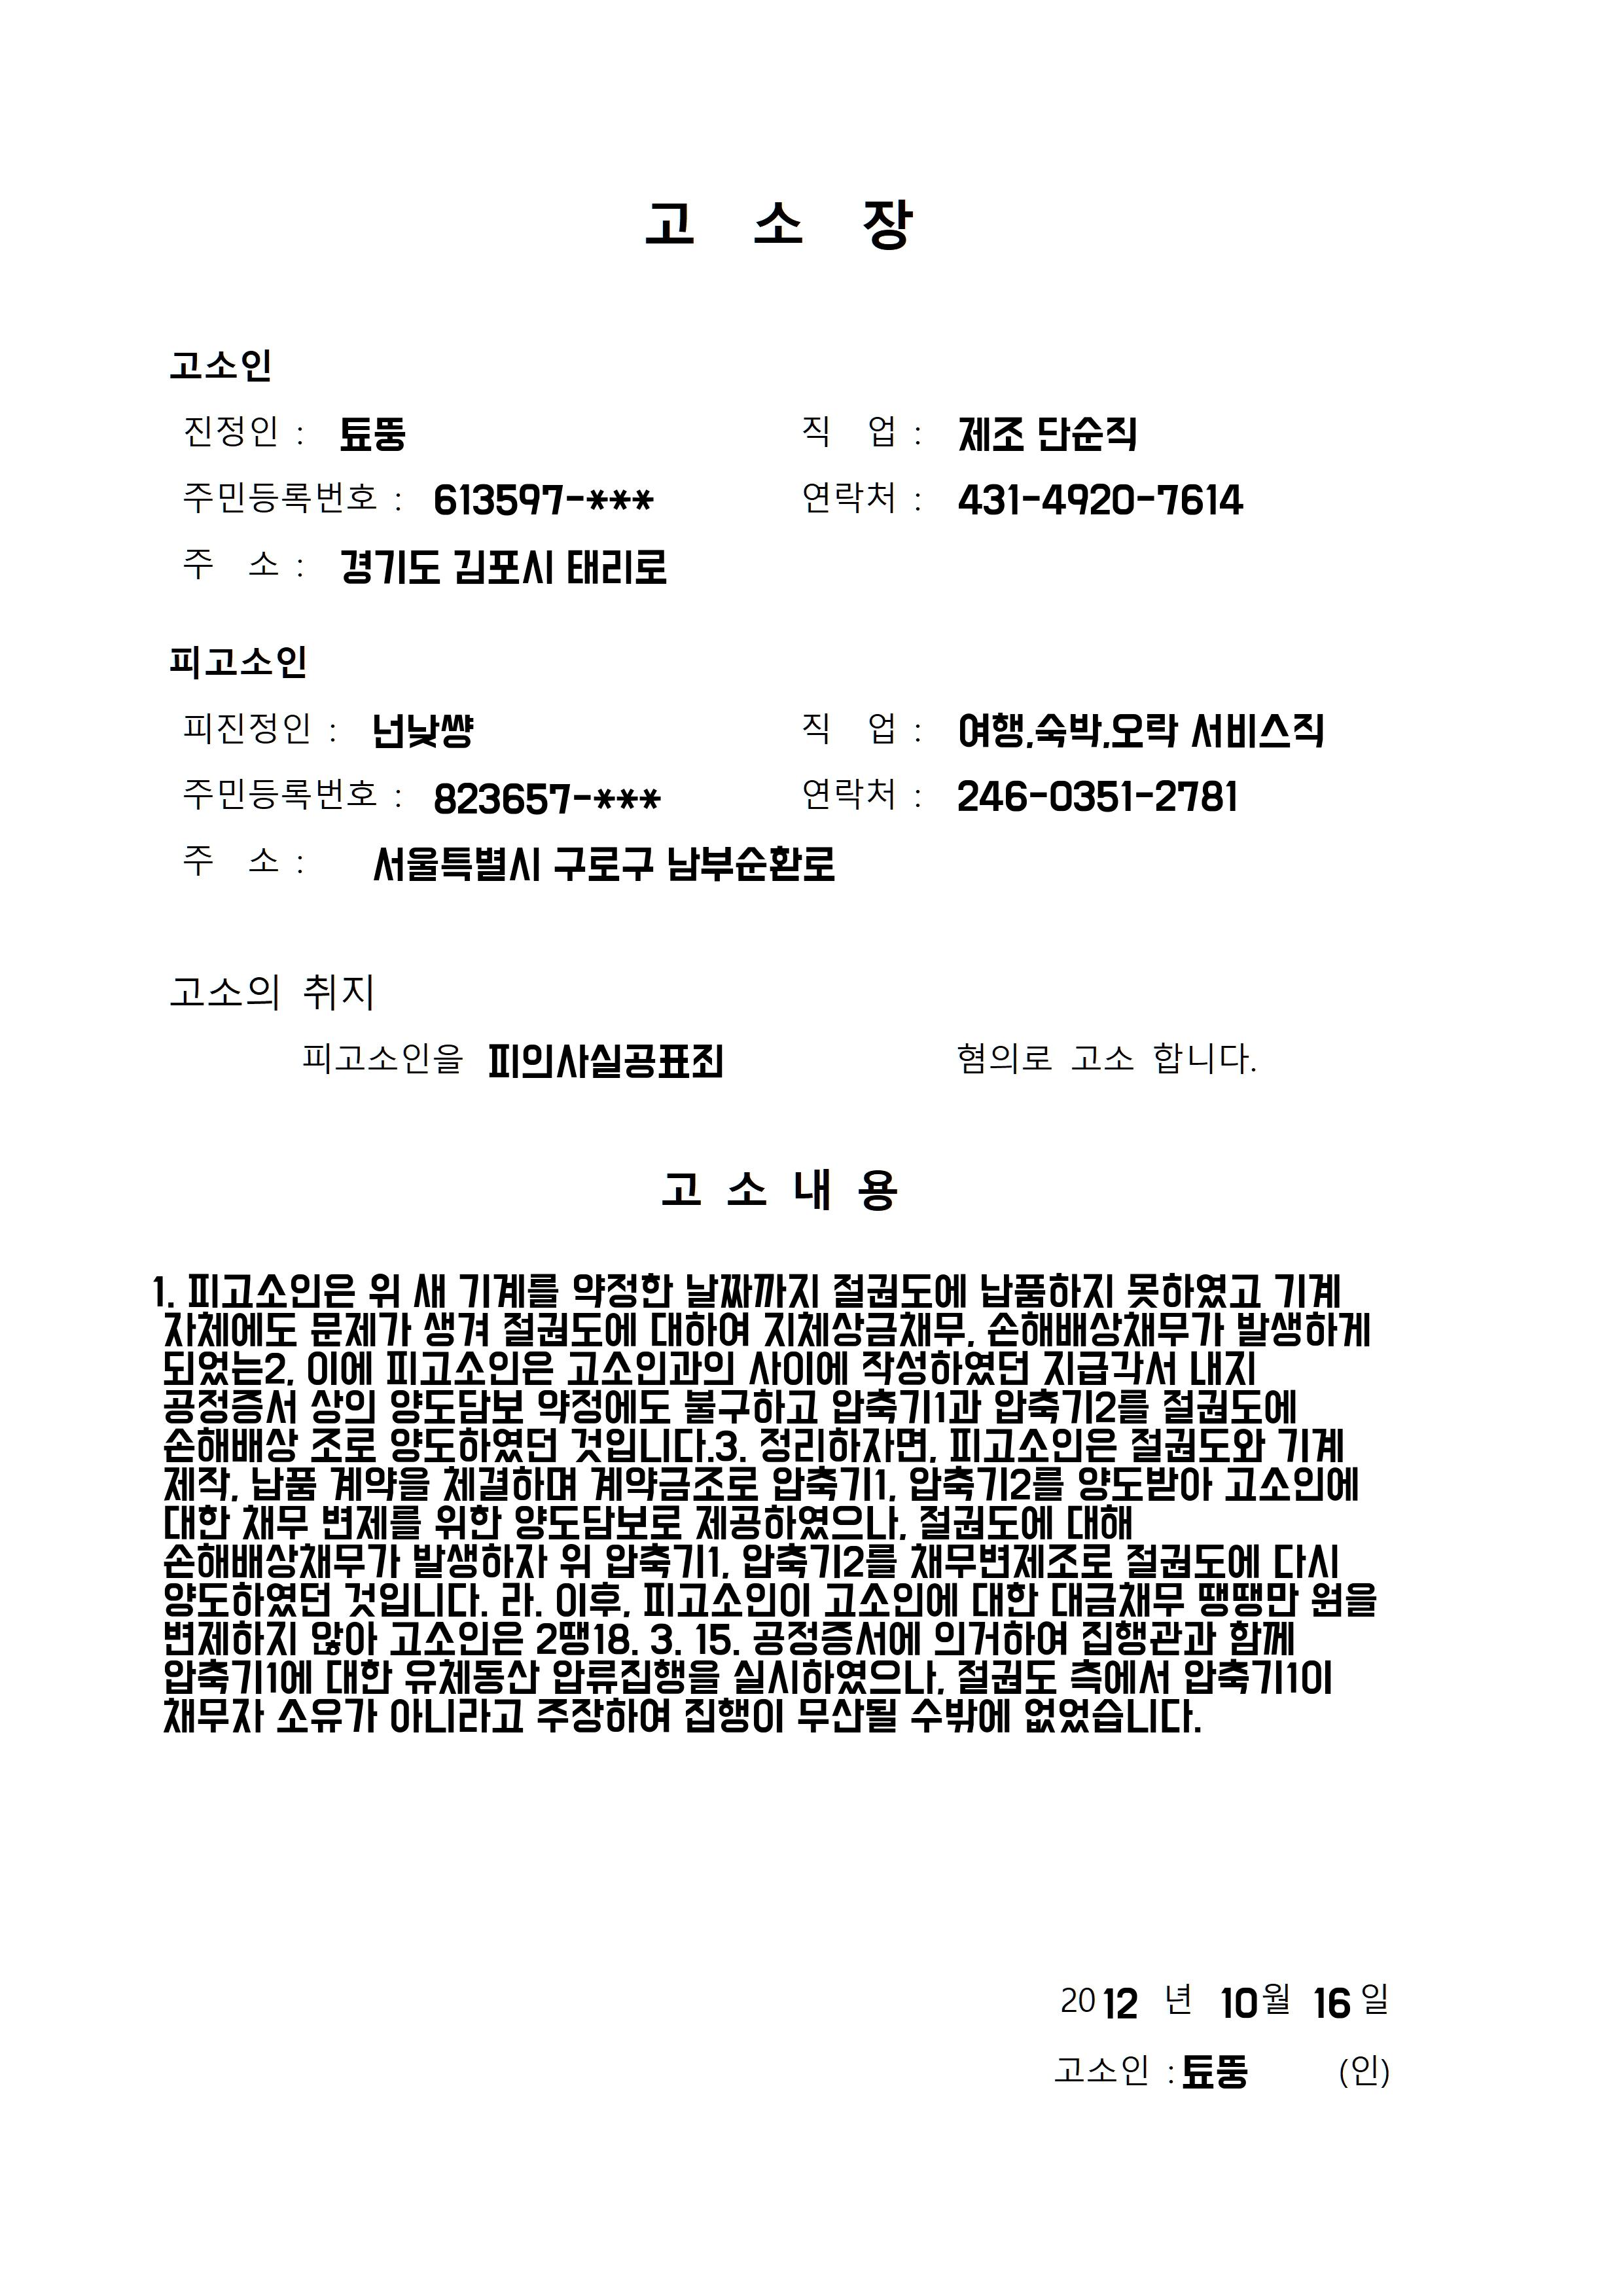 고 소 장
고소인
진정인 : 툐뚱 직 업 : 제조 단순직
주민등록번호 : 613597-*** 연락처 : 431-4920-7614
주 소 : 경기도 김포시 태리로
피고소인
피진정인 : 넌낮썅 직 업 : 여행,숙박,오락 서비스직
주민등록번호 : 823657-*** 연락처 : 246-0351-2781
주 소 : 서울특별시 구로구 남부순환로
고소의 취지
피고소인을 피의사실공표죄 혐의로 고소 합니다.
고 소 내 용
1. 피고소인은 위 새 기계를 약정한 날짜까지 절권도에 납품하지 못하였고 기계
자체에도 문제가 생겨 절권도에 대하여 지체상금채무, 손해배상채무가 발생하게
되었는2, 이에 피고소인은 고소인과의 사이에 작성하였던 지급각서 내지
공정증서 상의 양도담보 약정에도 불구하고 압축기1과 압축기2를 절권도에
손해배상 조로 양도하였던 것입니다.3. 정리하자면, 피고소인은 절권도와 기계
제작, 납품 계약을 체결하며 계약금조로 압축기1, 압축기2를 양도받아 고소인에
대한 채무 변제를 위한 양도담보로 제공하였으나, 절권도에 대해
손해배상채무가 발생하자 위 압축기1, 압축기2를 채무변제조로 절권도에 다시
양도하였던 것입니다. 라. 이후, 피고소인이 고소인에 대한 대금채무 땡땡만 원을
변제하지 않아 고소인은 2땡18. 3. 15. 공정증서에 의거하여 집행관과 함께
압축기1에 대한 유체동산 압류집행을 실시하였으나, 절권도 측에서 압축기1이
채무자 소유가 아니라고 주장하여 집행이 무산될 수밖에 없었습니다.
2012 년 10월 16 일
고소인 : 툐뚱 (인)